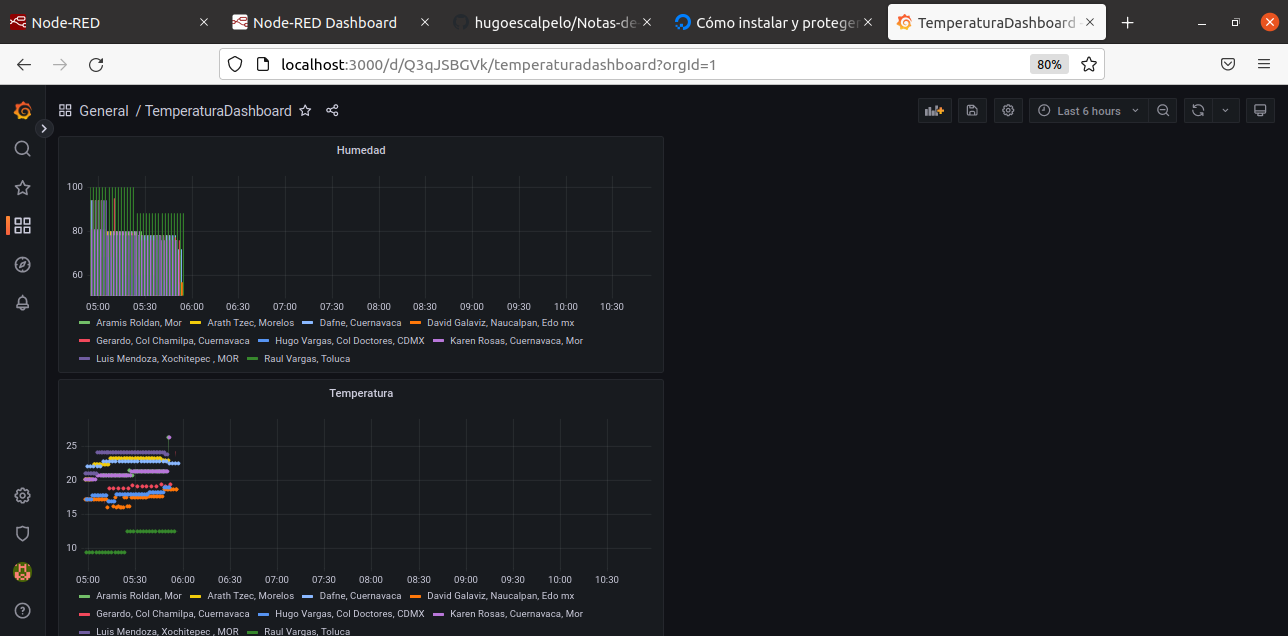 Node-RED
Node-RED Dashboard
hugoescalpelo/Notas-de-
Cómo instalar y proteger
TemperaturaDashboard -
localhost:3000/d/Q3qJSBGVk/temperaturadashboard?orgId=1
80%
General / TemperaturaDashboard
Last 6 hours
Humedad
100
80
60
05:00 05:30 06:00 06:30 07:00 07:30 08:00 08:30 09:00 09:30 10:00 10:30
Aramis Roldan, Mor Arath Tzec, Morelos Dafne, Cuernavaca David Galaviz, Naucalpan, Edo mx
Gerardo, Col Chamilpa, Cuernavaca Hugo Vargas, Col Doctores, CDMX Karen Rosas, Cuernavaca, Mor
Luis Mendoza, Xochitepec , MOR Raul Vargas, Toluca
Temperatura
25
20
15
10
05:00 05:30 06:00 06:30 07:00 07:30 08:00 08:30 09:00 09:30 10:00 10:30
Aramis Roldan, Mor Arath Tzec, Morelos Dafne, Cuernavaca David Galaviz, Naucalpan, Edo mx
Gerardo, Col Chamilpa, Cuernavaca Hugo Vargas, Col Doctores, CDMX Karen Rosas, Cuernavaca, Mor
Luis Mendoza, Xochitepec , MOR Raul Vargas, Toluca